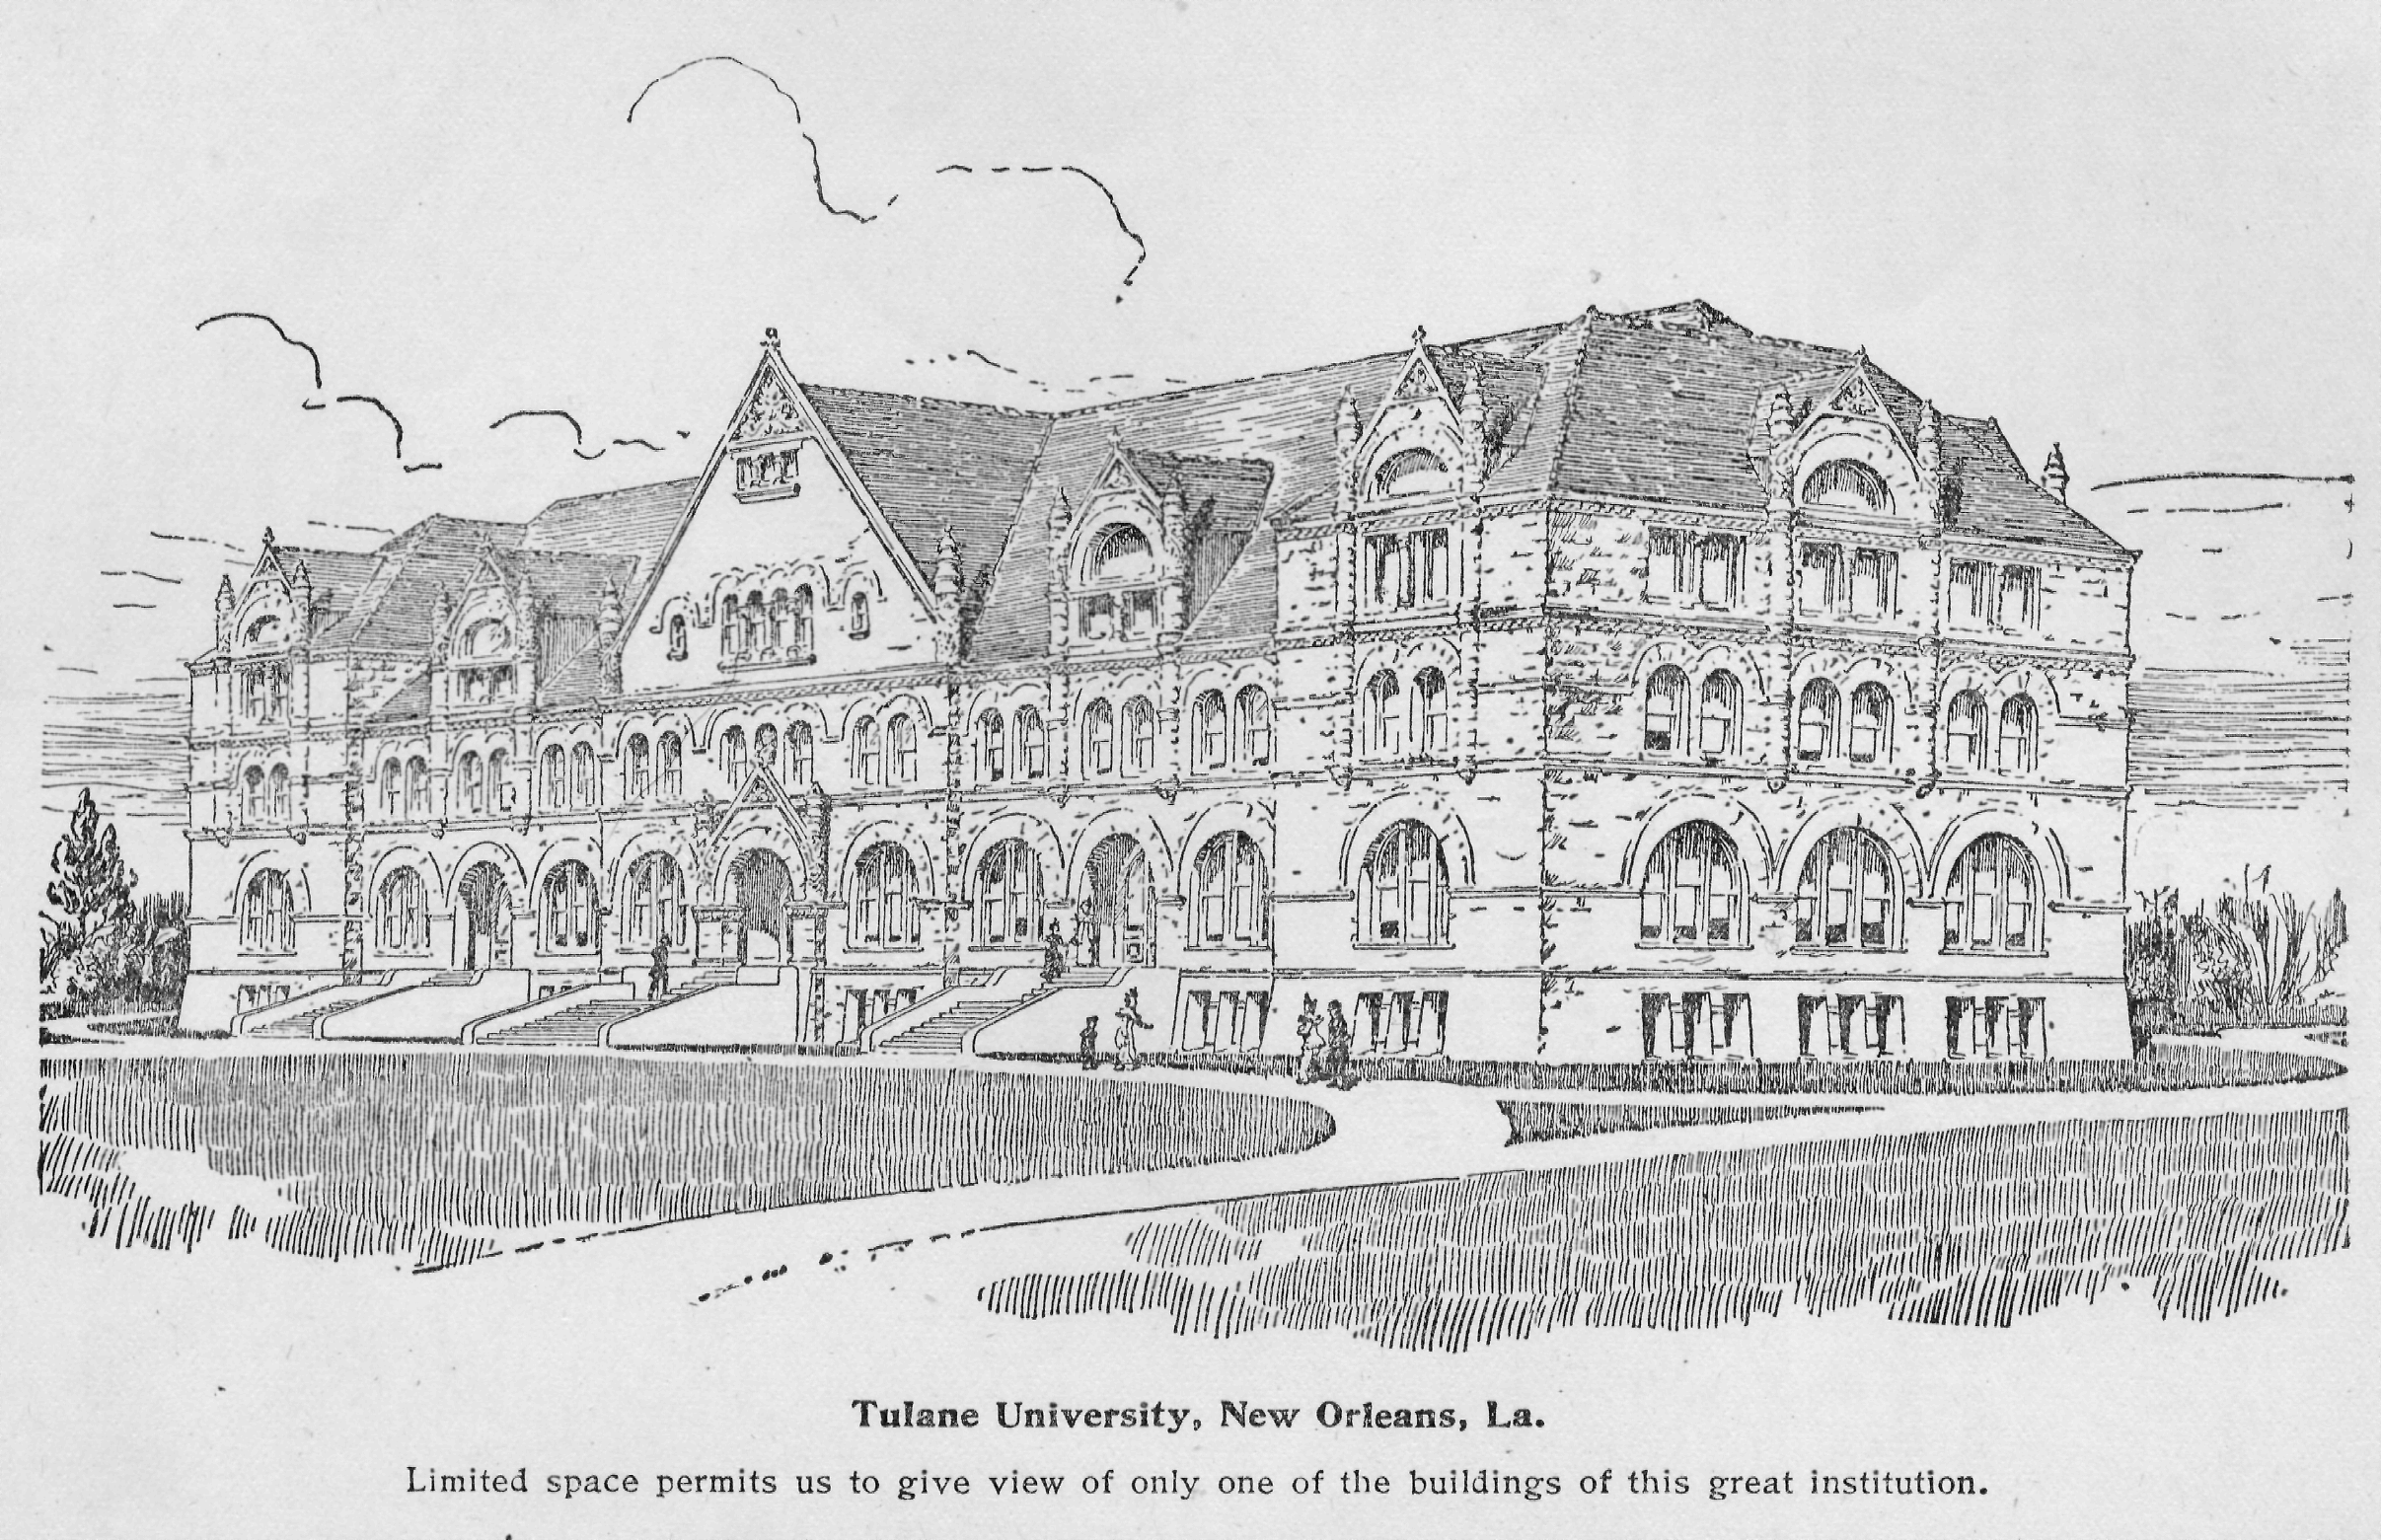 Tulane University, New Orleans, La.
Limited space permits us to give view of only one of the buildings of this great institution.